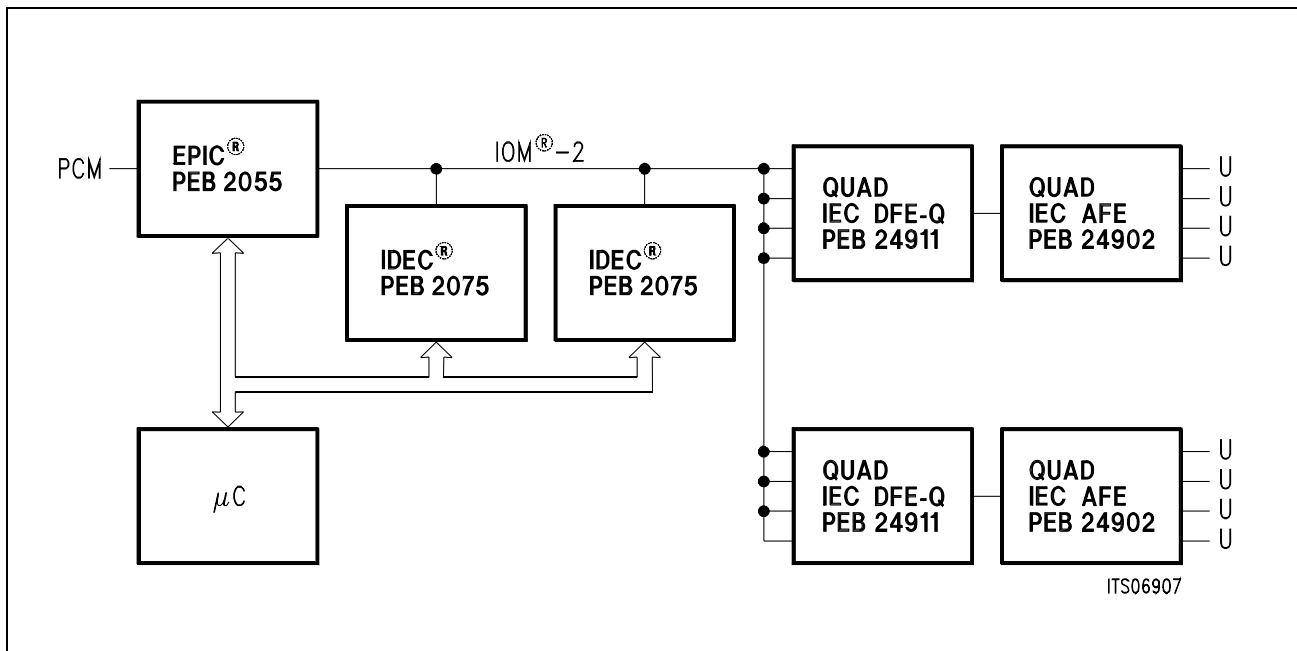 PCM
EPIC®
PEB 2055
IOM®-2
IDEC®
PEB 2075
IDEC®
PEB 2075
QUAD
IEC DFE-Q
PEB 24911
QUAD
IEC AFE
PEB 24902
U
U
U
U
μC
QUAD
IEC DFE-Q
PEB 24911
QUAD
IEC AFE
PEB 24902
U
U
U
U
ITS06907